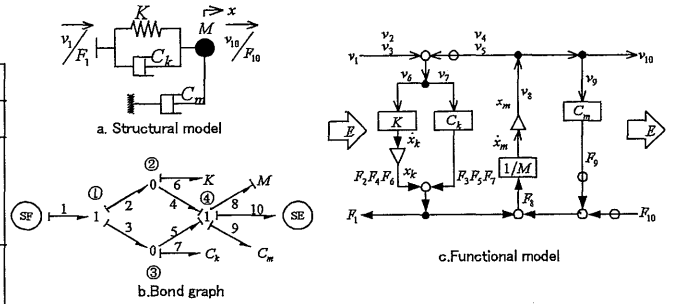 K
M
x
v1/F1
v10/F10
Ck
Cm
a. Structural model
SF
1
①
1
2
3
②
0
6
K
4
5
0
③
7
Ck
④
1
8
M
10
SE
9
Cm
b.Bond graph
v1
v2
v3
v4
v5
v10
v6
v7
v8
v9
K
Ck
xm
Cm
E
ẋk
ẋm
E
F2F4F6
xk
F3F5F7
1/M
F9
F8
F1
F10
c.Functional model